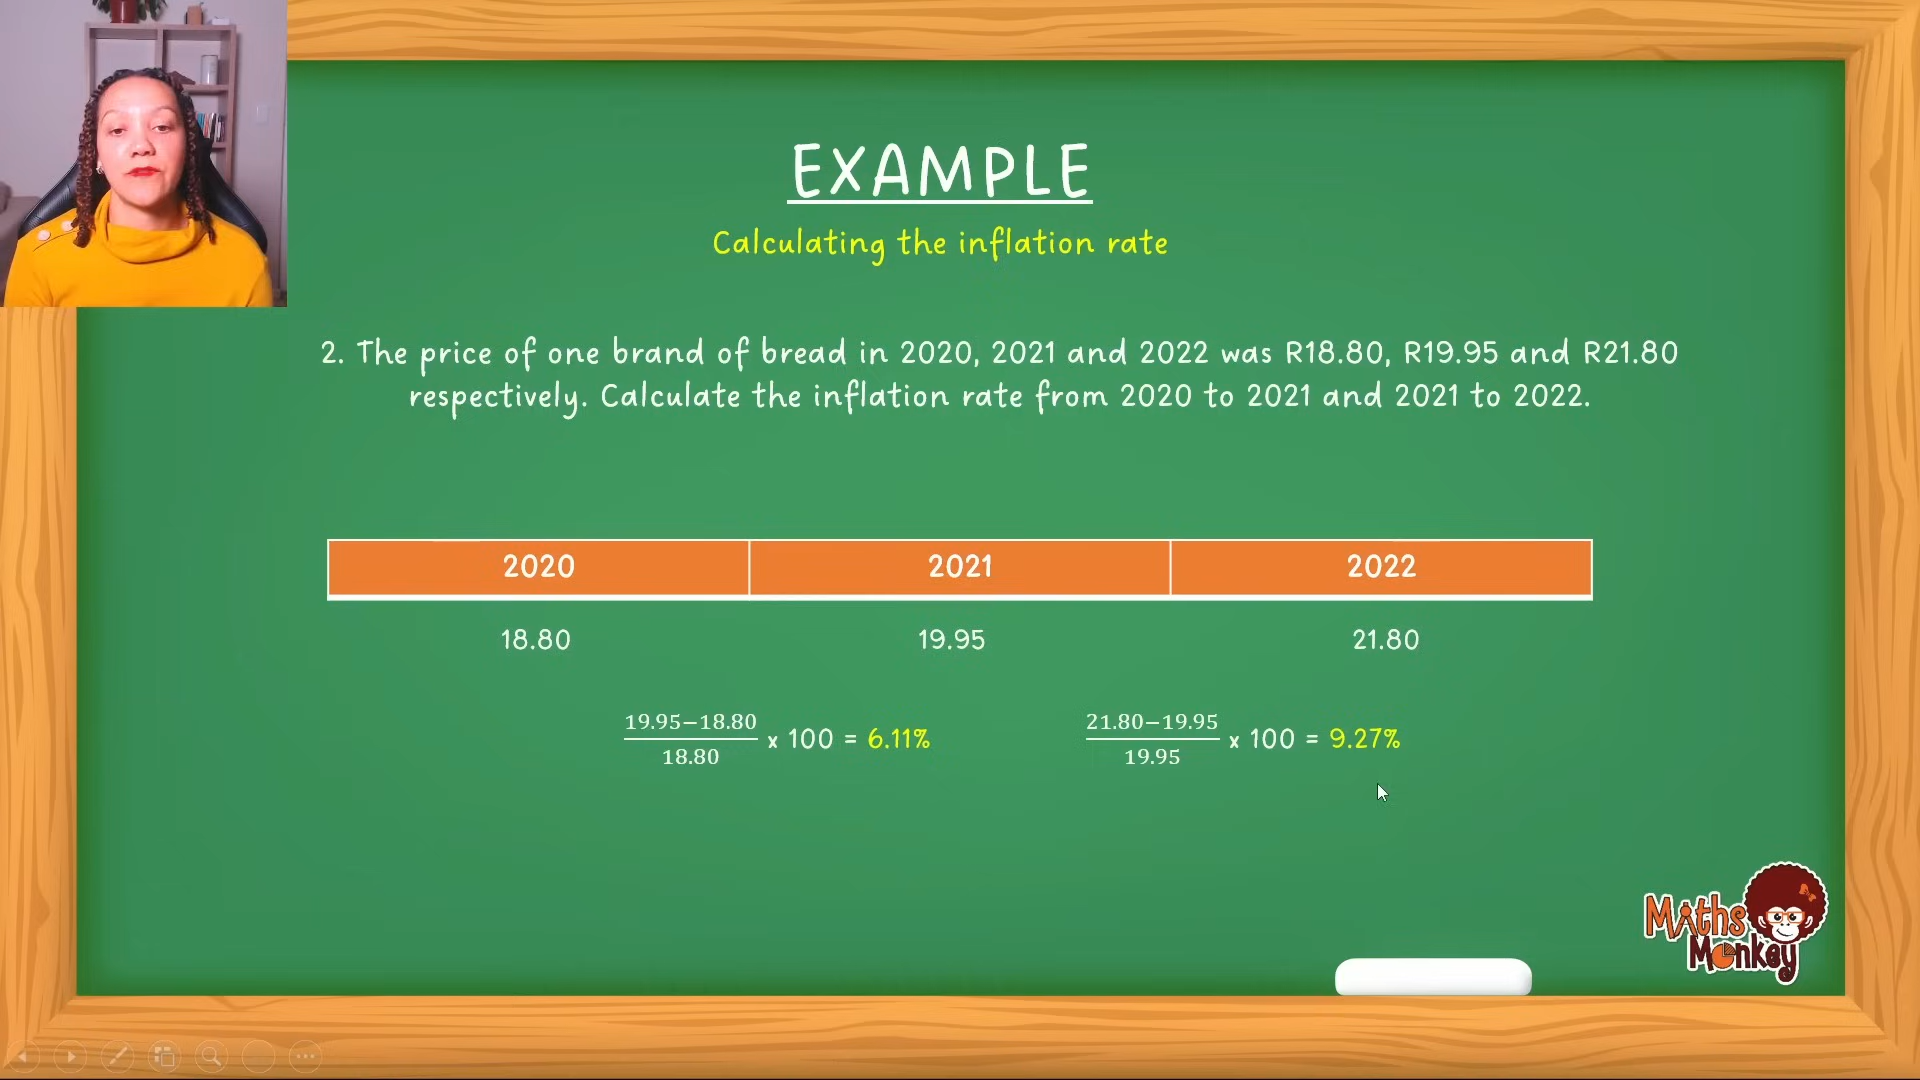 EXAMPLE
Calculating the inflation rate
2. The price of one brand of bread in 2020, 2021 and 2022 was R18.80, R19.95 and R21.80
respectively. Calculate the inflation rate from 2020 to 2021 and 2021 to 2022.
2020 2021 2022
18.80 19.95 21.80
19.95−18.80
18.80
x 100 = 6.11%
21.80−19.95
19.95
x 100 = 9.27%
Maths
Monkey